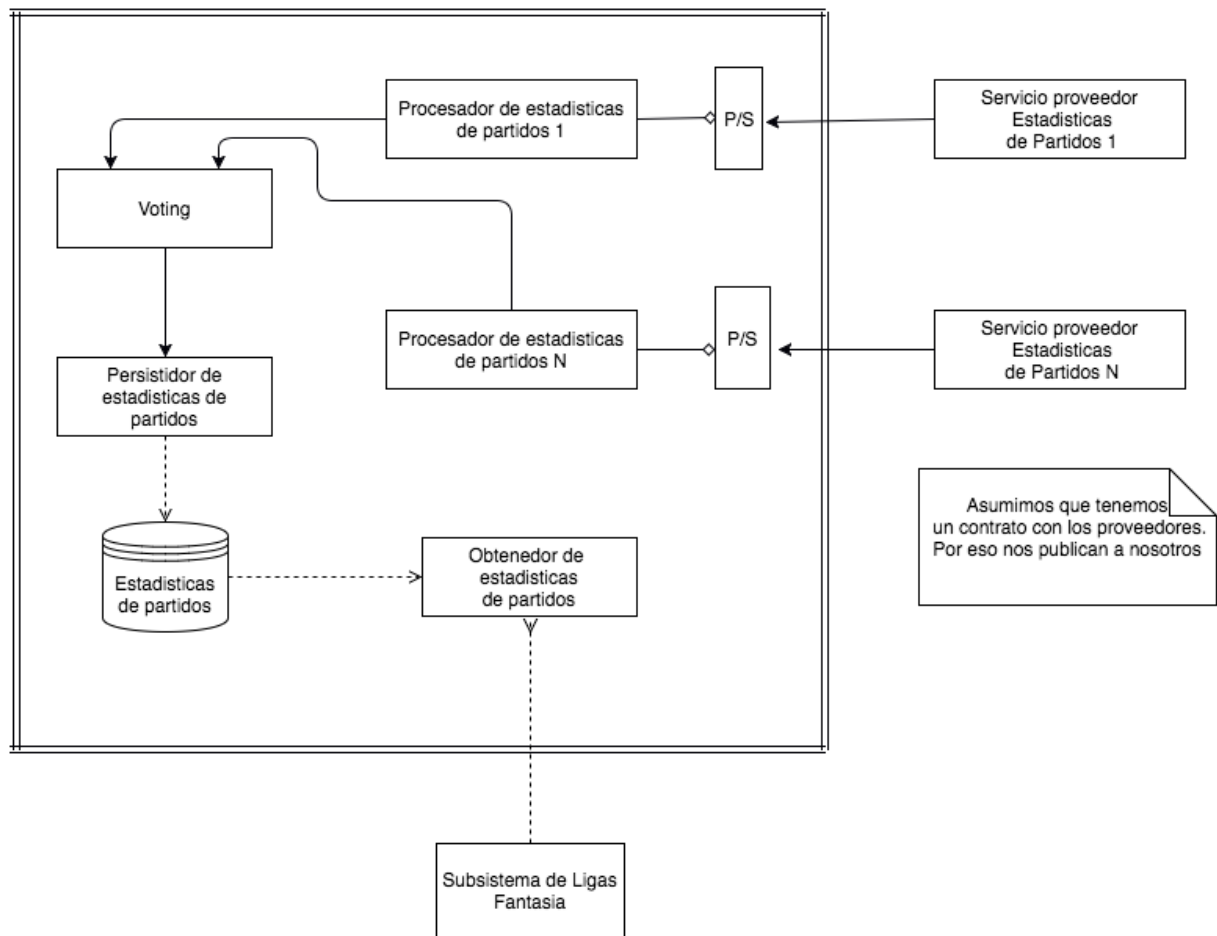 Procesador de estadisticas
de partidos 1
P/S
Servicio proveedor
Estadisticas
de Partidos 1
Voting
Procesador de estadisticas
de partidos N
P/S
Servicio proveedor
Estadisticas
de Partidos N
Persistidor de
estadisticas de
partidos
Asumimos que tenemos
un contrato con los proveedores.
Por eso nos publican a nosotros
Estadisticas
de partidos
Obtenedor de
estadisticas
de partidos
Subsistema de Ligas
Fantasia